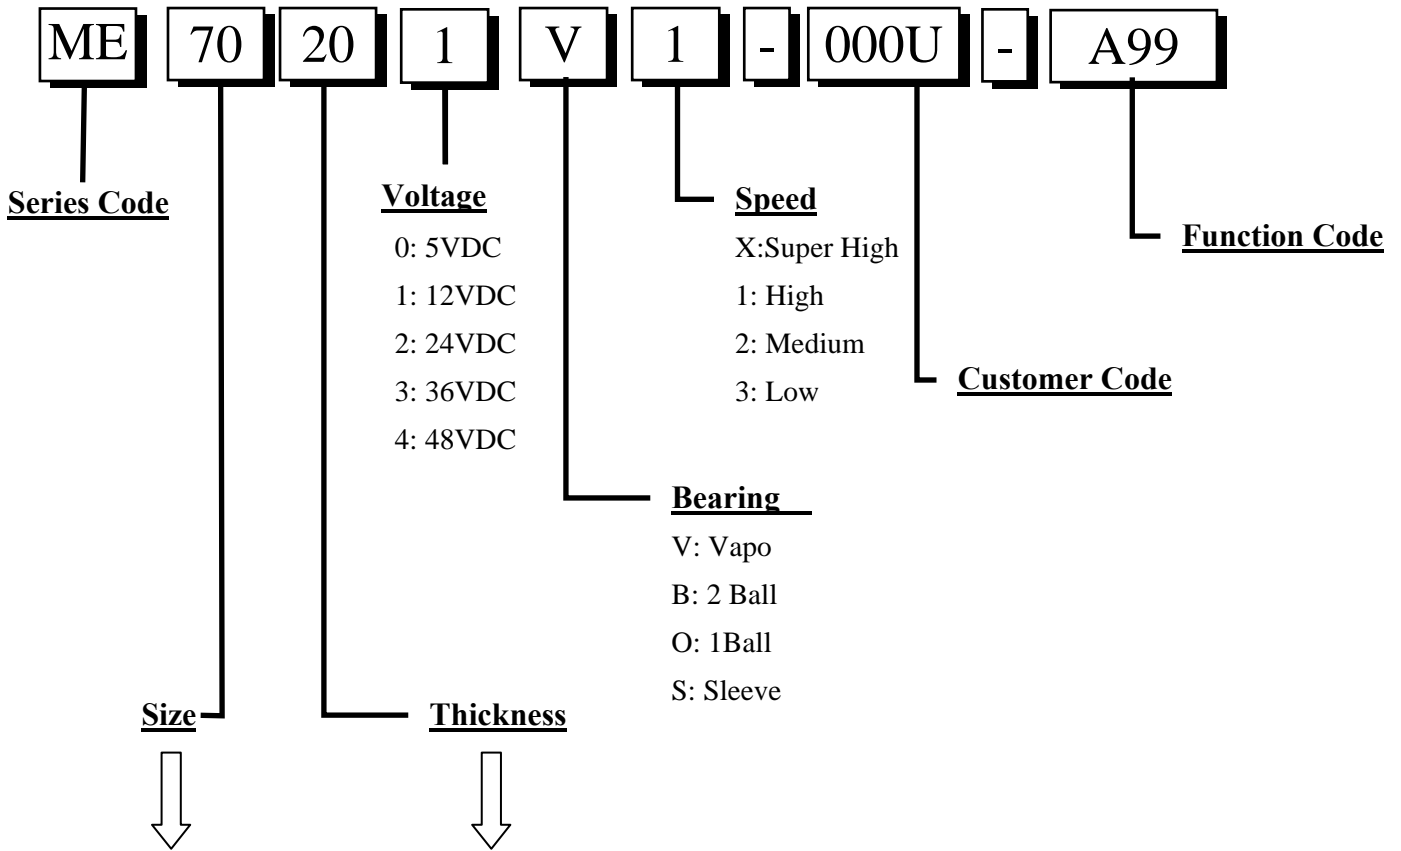 ME 70 20 1 V 1 - 000U - A99
Series Code
Voltage
0: 5VDC
1: 12VDC
2: 24VDC
3: 36VDC
4: 48VDC
Speed
X:Super High
1: High
2: Medium
3: Low
Function Code
Customer Code
Bearing
V: Vapo
B: 2 Ball
O: 1Ball
S: Sleeve
Size
Thickness